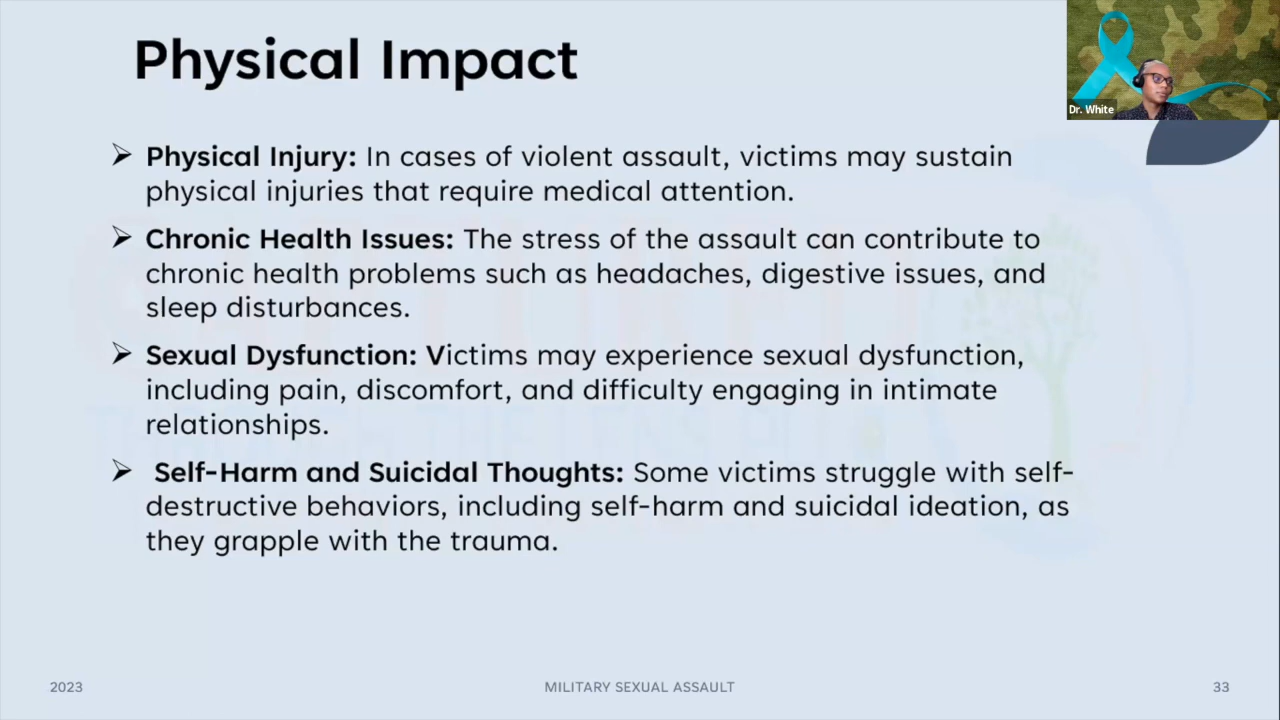 Physical Impact
Dr. White
➢ Physical Injury: In cases of violent assault, victims may sustain
physical injuries that require medical attention.
➢ Chronic Health Issues: The stress of the assault can contribute to
chronic health problems such as headaches, digestive issues, and
sleep disturbances.
➢ Sexual Dysfunction: Victims may experience sexual dysfunction,
including pain, discomfort, and difficulty engaging in intimate
relationships.
➢ Self-Harm and Suicidal Thoughts: Some victims struggle with self-
destructive behaviors, including self-harm and suicidal ideation, as
they grapple with the trauma.
2023
MILITARY SEXUAL ASSAULT
33